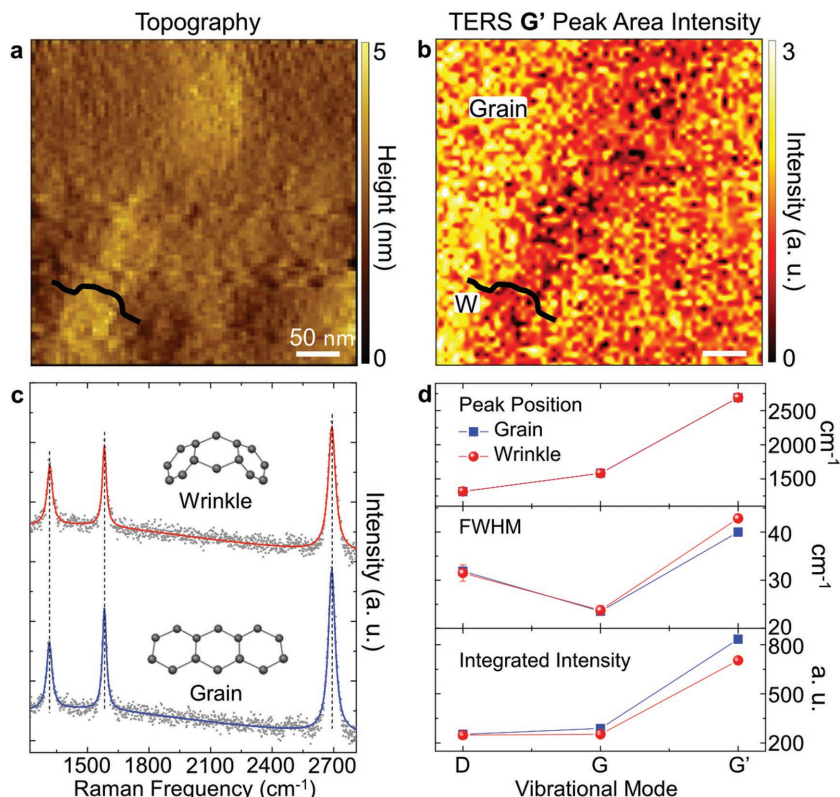 Topography
TERS G’ Peak Area Intensity
a
5
Height (nm)
0
50 nm
b
Grain
W
3
Intensity (a. u.)
0
c
Wrinkle
Grain
Intensity (a. u.)
1500 1800 2100 2400 2700
Raman Frequency (cm-1)
d
Peak Position
Grain
Wrinkle
2500
2000
1500
cm-1
FWHM
40
30
20
cm-1
Integrated Intensity
800
500
200
a. u.
D G G’
Vibrational Mode